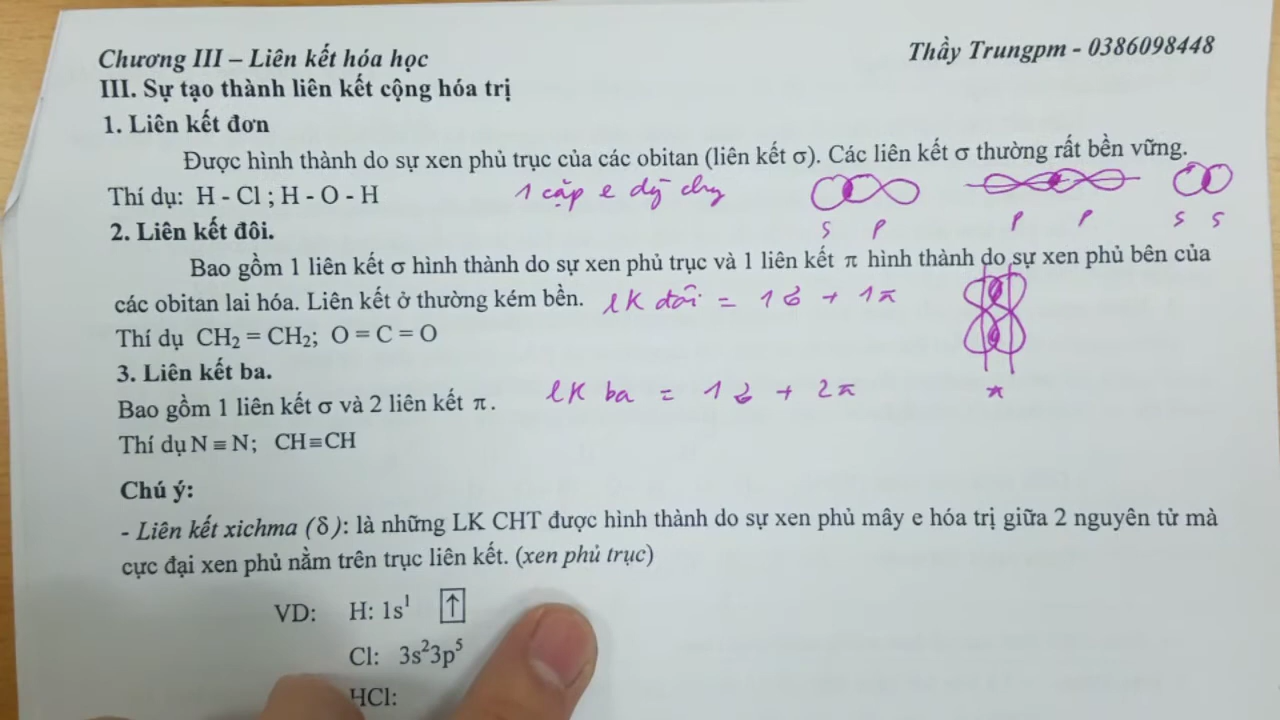 Chương III – Liên kết hóa học
Thầy Trungpm - 0386098448
III. Sự tạo thành liên kết cộng hóa trị
1. Liên kết đơn
Được hình thành do sự xen phủ trục của các obitan (liên kết σ). Các liên kết σ thường rất bền vững.
Thí dụ: H - Cl ; H - O - H 1 cặp e dg chg
s p p p s s
2. Liên kết đôi.
Bao gồm 1 liên kết σ hình thành do sự xen phủ trục và 1 liên kết π hình thành do sự xen phủ bên của
các obitan lai hóa. Liên kết ở thường kém bền. lK đôi = 1 σ + 1 π
Thí dụ CH₂ = CH₂; O = C = O
3. Liên kết ba.
π
Bao gồm 1 liên kết σ và 2 liên kết π. lK ba = 1 σ + 2 π
Thí dụ N ≡ N; CH≡CH
Chú ý:
- Liên kết xichma (δ): là những LK CHT được hình thành do sự xen phủ mây e hóa trị giữa 2 nguyên tử mà
cực đại xen phủ nằm trên trục liên kết. (xen phủ trục)
VD: H: 1s¹ ↑
Cl: 3s²3p⁵
HCl: